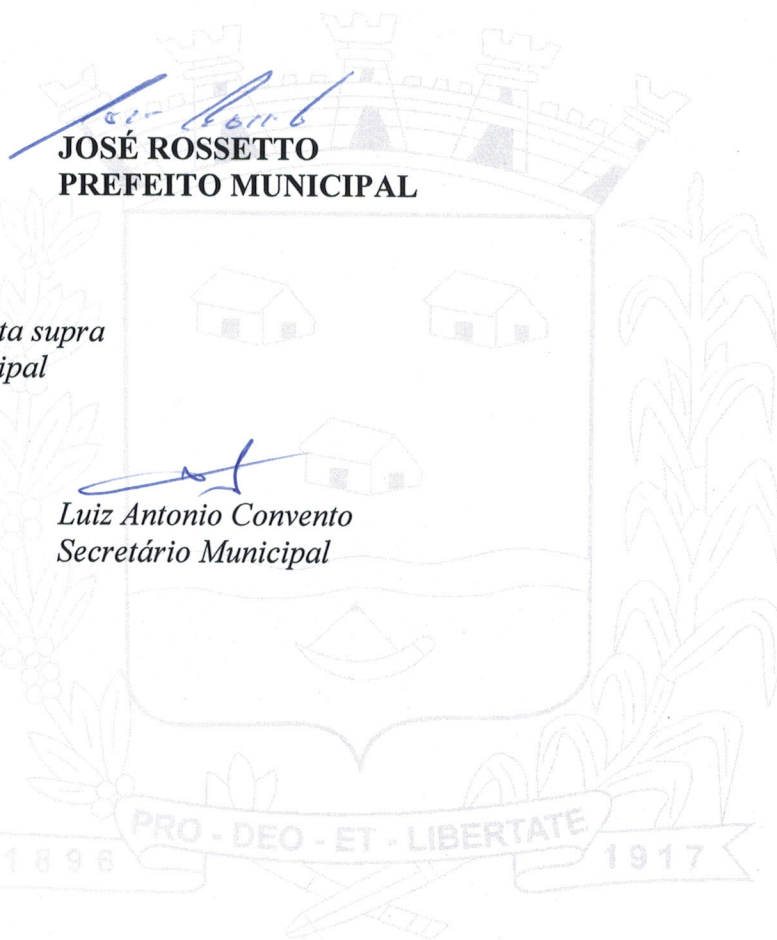 JOSÉ ROSSETTO
PREFEITO MUNICIPAL
ta supra
ipal
Luiz Antonio Convento
Secretário Municipal
PRO - DEO - ET - LIBERTATE
1896
1917